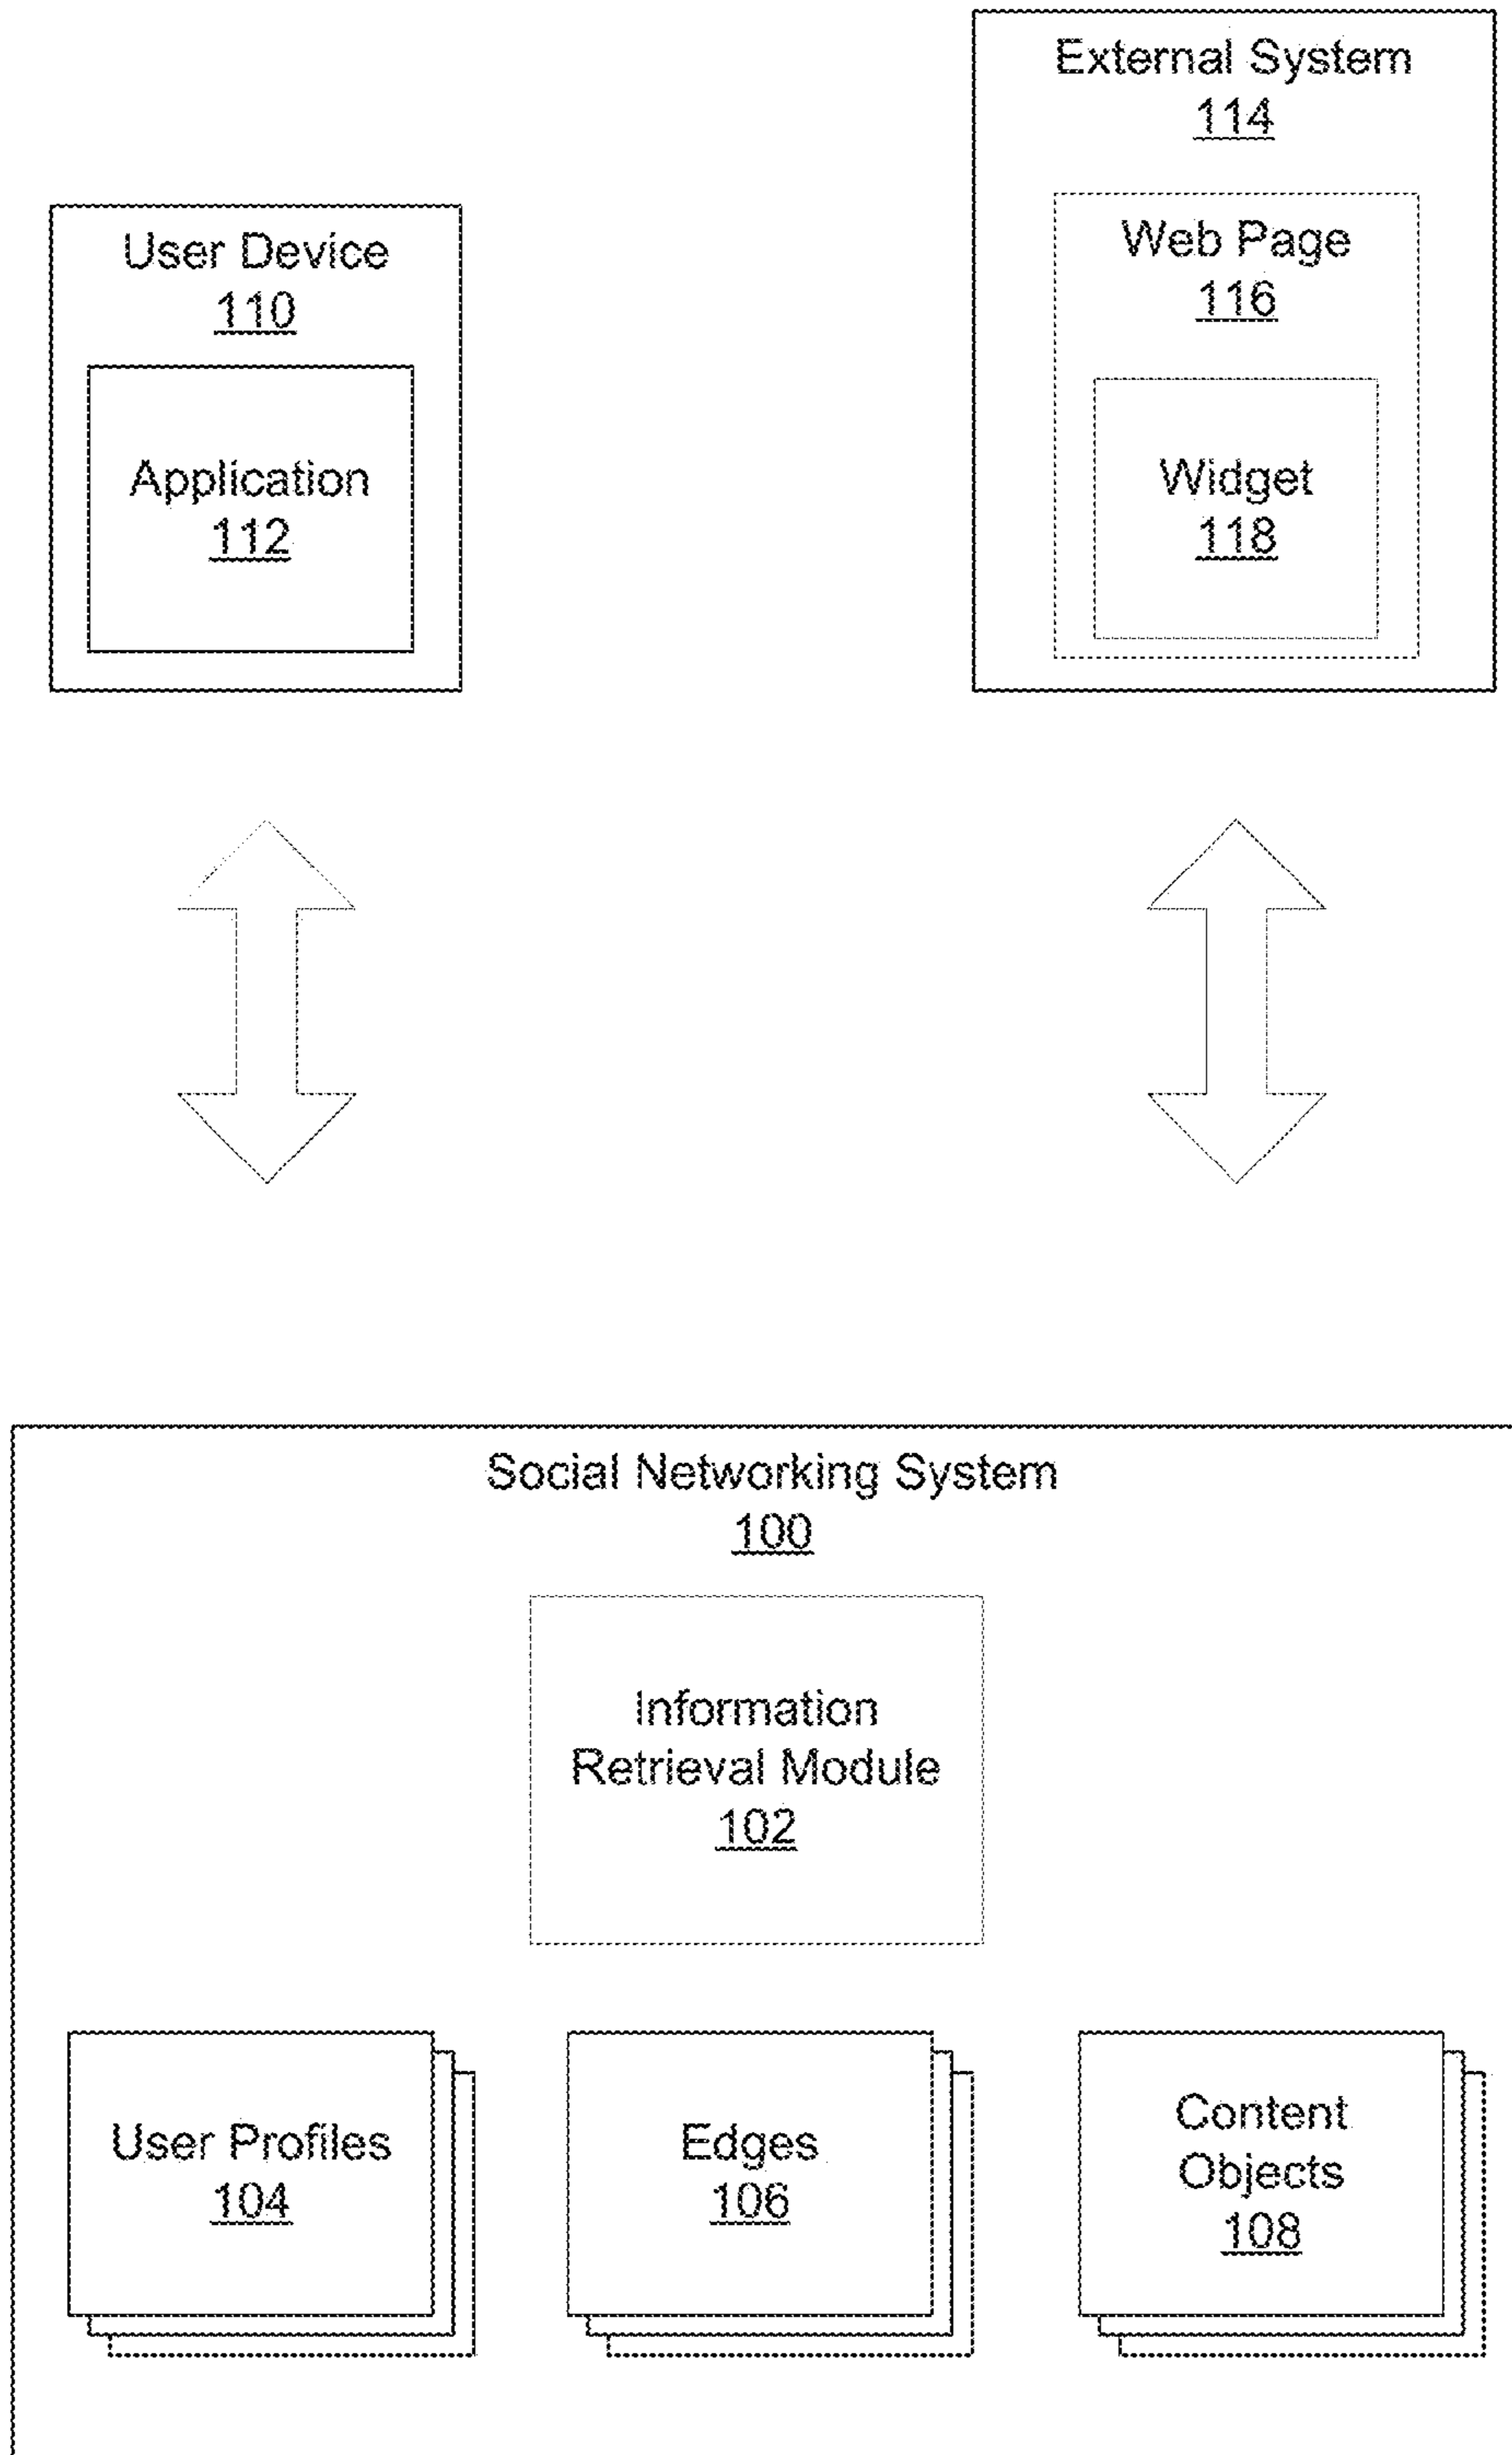 External System
114
User Device
110
Web Page
116
Application
112
Widget
118
Social Networking System
100
Information
Retrieval Module
102
User Profiles
104
Edges
106
Content
Objects
108